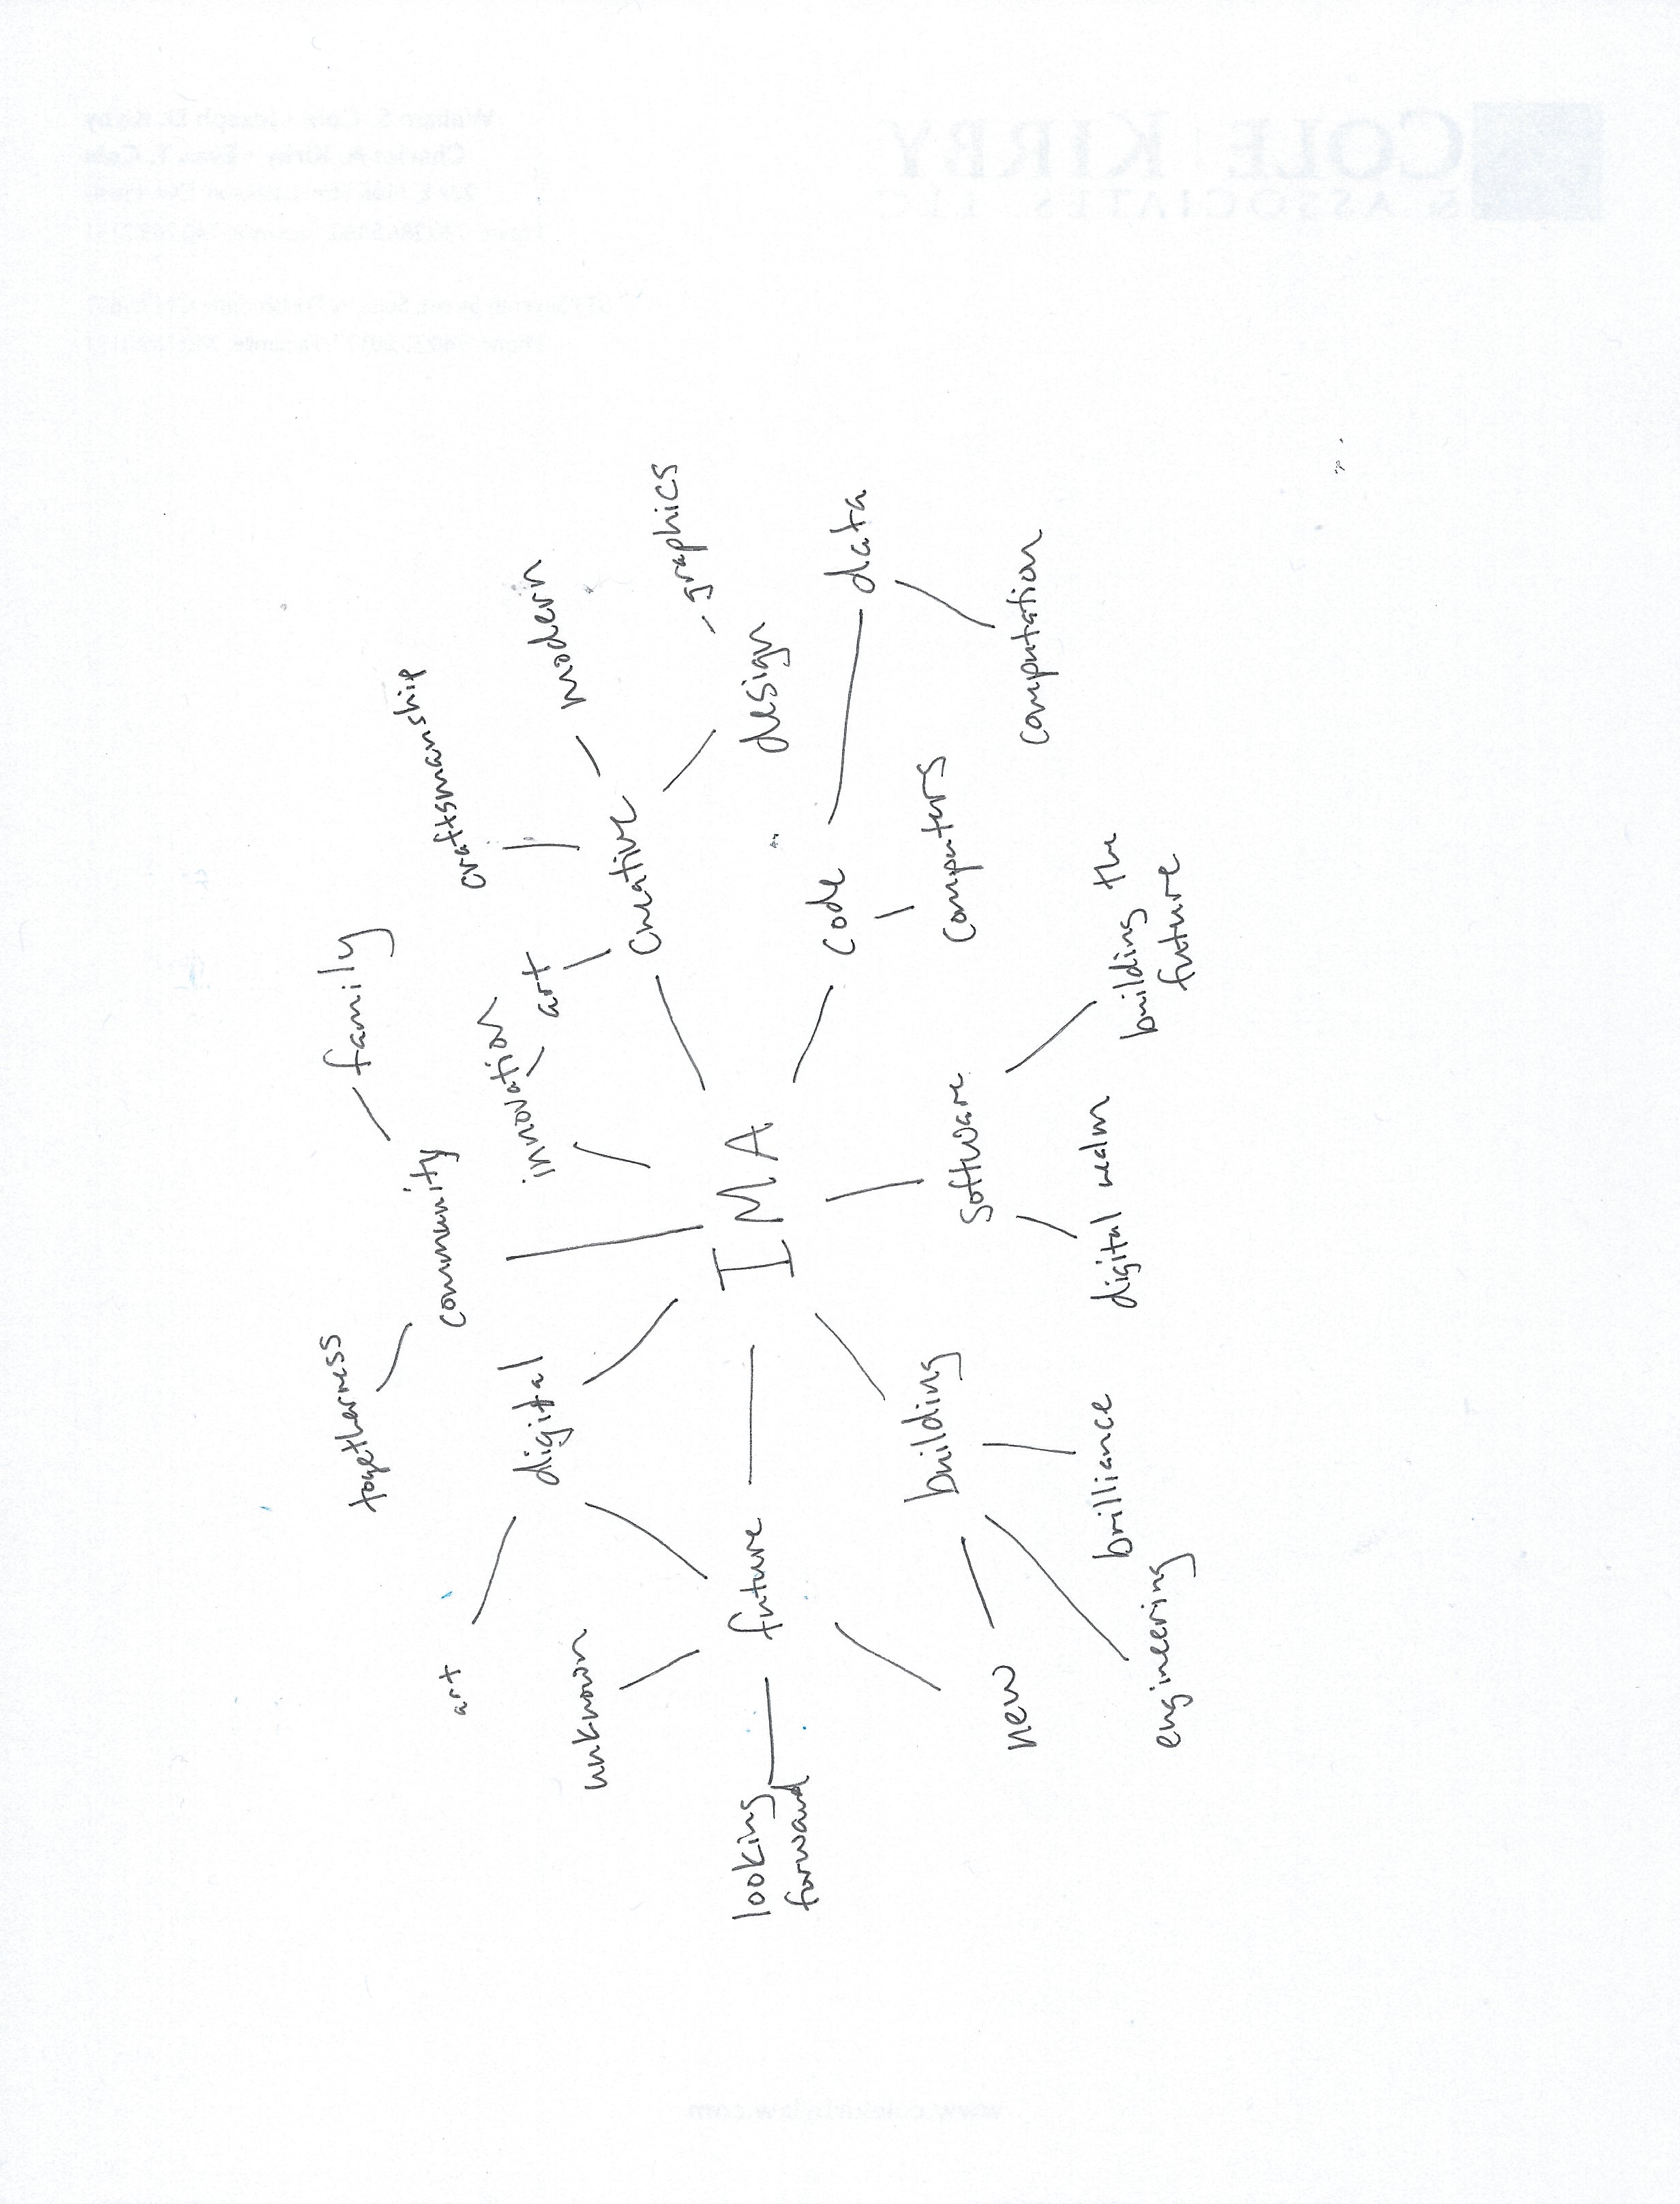 togetherness
family
community
craftsmanship
art
innovation
art
modern
digital
unknown
Creative
graphics
looking
forward
future
IMA
design
code
data
building
software
computers
new
computation
brilliance
digital realm
building the
future
engineering